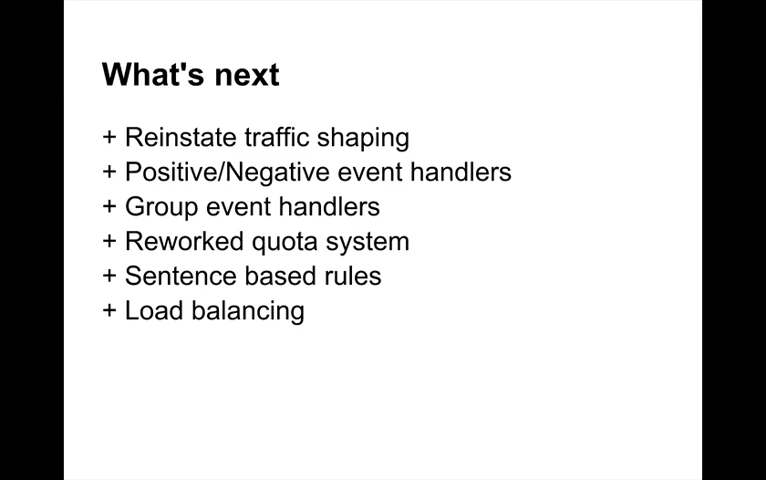 What's next
+ Reinstate traffic shaping
+ Positive/Negative event handlers
+ Group event handlers
+ Reworked quota system
+ Sentence based rules
+ Load balancing